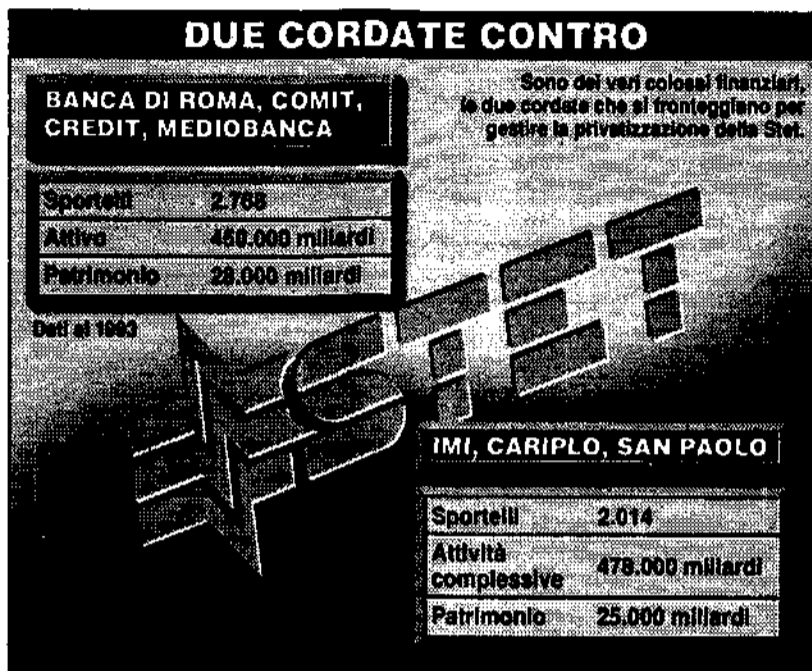 DUE CORDATE CONTRO
Sono dei veri colossi finanziari,
le due cordate che si fronteggiano per
gestire la privatizzazione della Stet.
BANCA DI ROMA, COMIT,
CREDIT, MEDIOBANCA
Sportelli 2.768
Attivo 450.000 miliardi
Patrimonio 28.000 miliardi
Dati al 1993
STET
IMI, CARIPLO, SAN PAOLO
Sportelli 2.014
Attività
complessive 478.000 miliardi
Patrimonio 25.000 miliardi